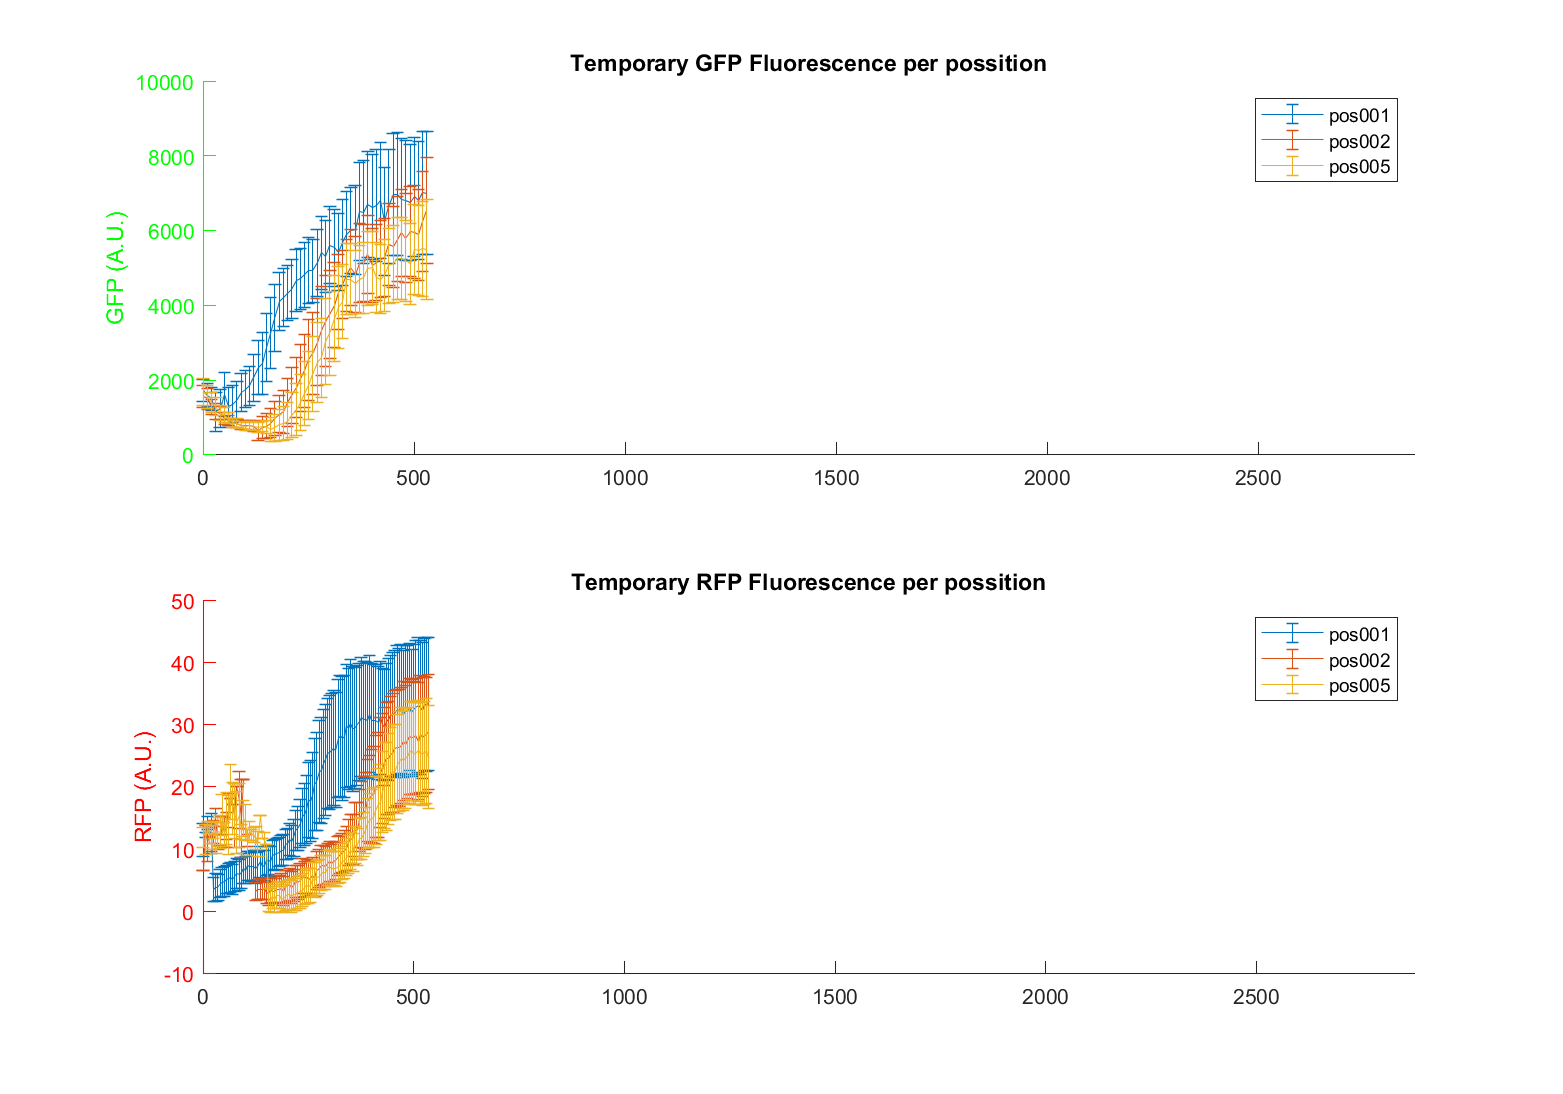 Temporary GFP Fluorescence per possition
10000
8000
6000
4000
2000
0
GFP (A.U.)
pos001
pos002
pos005
0 500 1000 1500 2000 2500
Temporary RFP Fluorescence per possition
50
40
30
20
10
0
-10
RFP (A.U.)
pos001
pos002
pos005
0 500 1000 1500 2000 2500